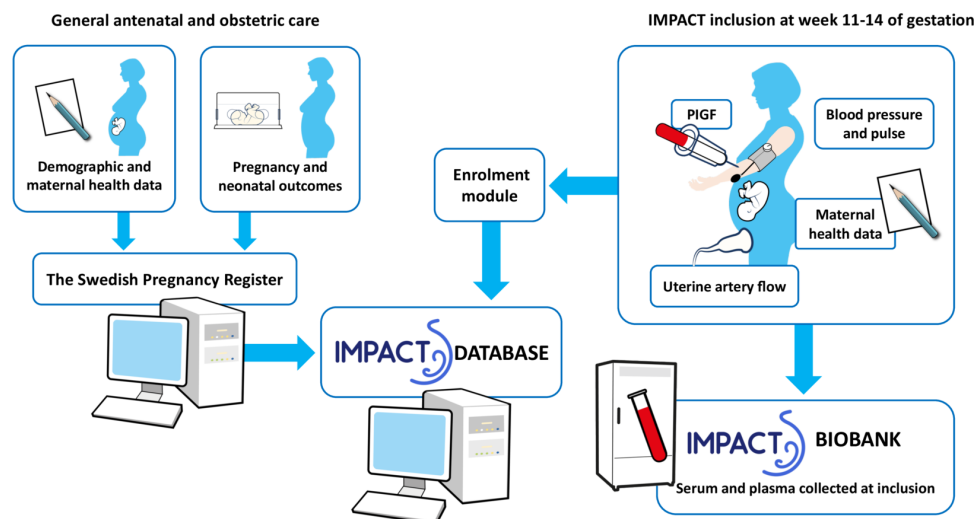 General antenatal and obstetric care
IMPACT inclusion at week 11-14 of gestation
Demographic and
maternal health data
Pregnancy and
neonatal outcomes
The Swedish Pregnancy Register
Enrolment
module
IMPACT DATABASE
PIGF
Blood pressure
and pulse
Maternal
health data
Uterine artery flow
IMPACT BIOBANK
Serum and plasma collected at inclusion